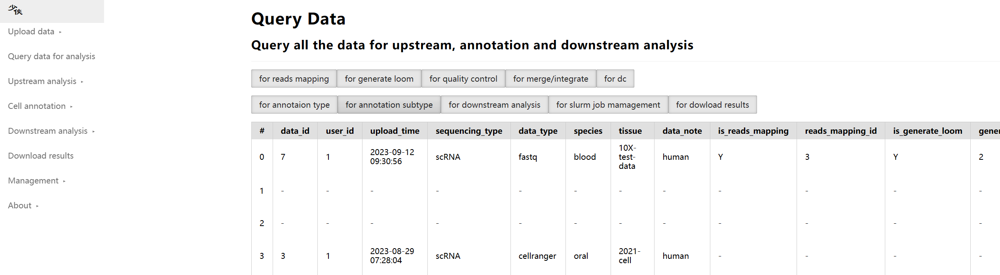 少侠
Upload data ▸
Query data for analysis
Upstream analysis ▸
Cell annotation ▸
Downstream analysis ▸
Download results
Management ▸
About ▸
Query Data
Query all the data for upstream, annotation and downstream analysis
for reads mapping for generate loom for quality control for merge/integrate for dc
for annotaion type for annotation subtype for downstream analysis for slurm job mamagement for dowload results
# data_id user_id upload_time sequencing_type data_type species tissue data_note is_reads_mapping reads_mapping_id is_generate_loom gener
0 7 1 2023-09-12 09:30:56 scRNA fastq blood 10X-test-data human Y 3 Y 2
1 - - - - - - - - - - - -
2 - - - - - - - - - - - -
3 3 1 2023-08-29 07:28:04 scRNA cellranger oral 2021-cell human - - - -